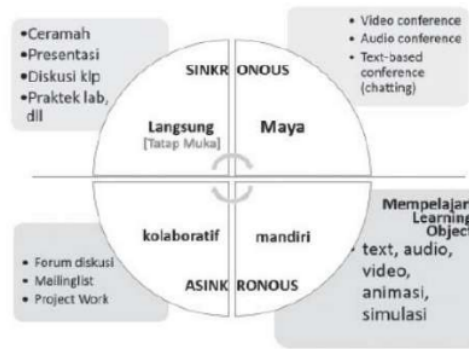 •Ceramah
•Presentasi
•Diskusi klp
•Praktek lab,
dll
• Video conference
• Audio conference
• Text-based
conference
(chatting)
SINKR ONOUS
Langsung
[Tatap Muka]
Maya
kolaboratif
mandiri
ASINK RONOUS
• Forum diskusi
• Mailinglist
• Project Work
Mempelajari
Learning
Object
• text, audio,
video,
animasi,
simulasi